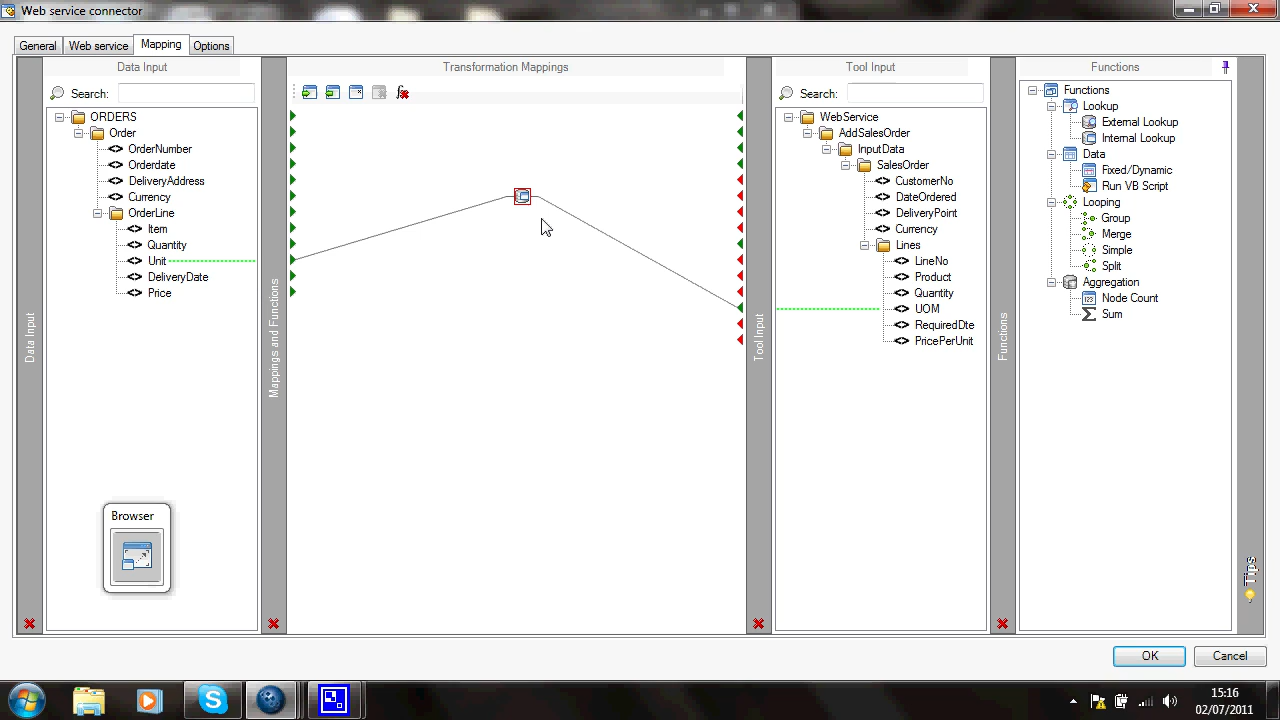 Web service connector
General
Web service
Mapping
Options
Data Input
Transformation Mappings
Tool Input
Functions
Search:
Search:
ORDERS
Order
OrderNumber
Orderdate
DeliveryAddress
Currency
OrderLine
Item
Quantity
Unit
DeliveryDate
Price
Data Input
Mappings and Functions
Browser
WebService
AddSalesOrder
InputData
SalesOrder
CustomerNo
DateOrdered
DeliveryPoint
Currency
Lines
LineNo
Product
Quantity
UOM
RequiredDte
PricePerUnit
Tool Input
Functions
Functions
Lookup
External Lookup
Internal Lookup
Data
Fixed/Dynamic
Run VB Script
Looping
Group
Merge
Simple
Split
Aggregation
Node Count
Sum
Tips
OK
Cancel
15:16
02/07/2011